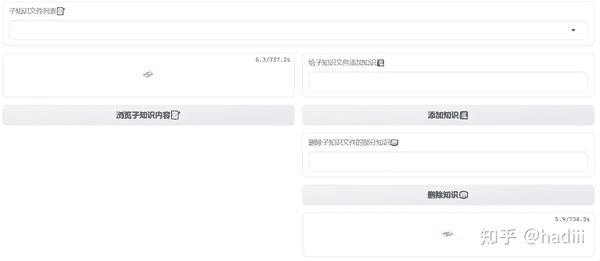 子知识文件列表
5.3/737.2s
浏览子知识内容
给子知识文件添加知识
添加知识
删除子知识文件的部分知识
删除知识
5.9/734.3s
知乎 @hadiii